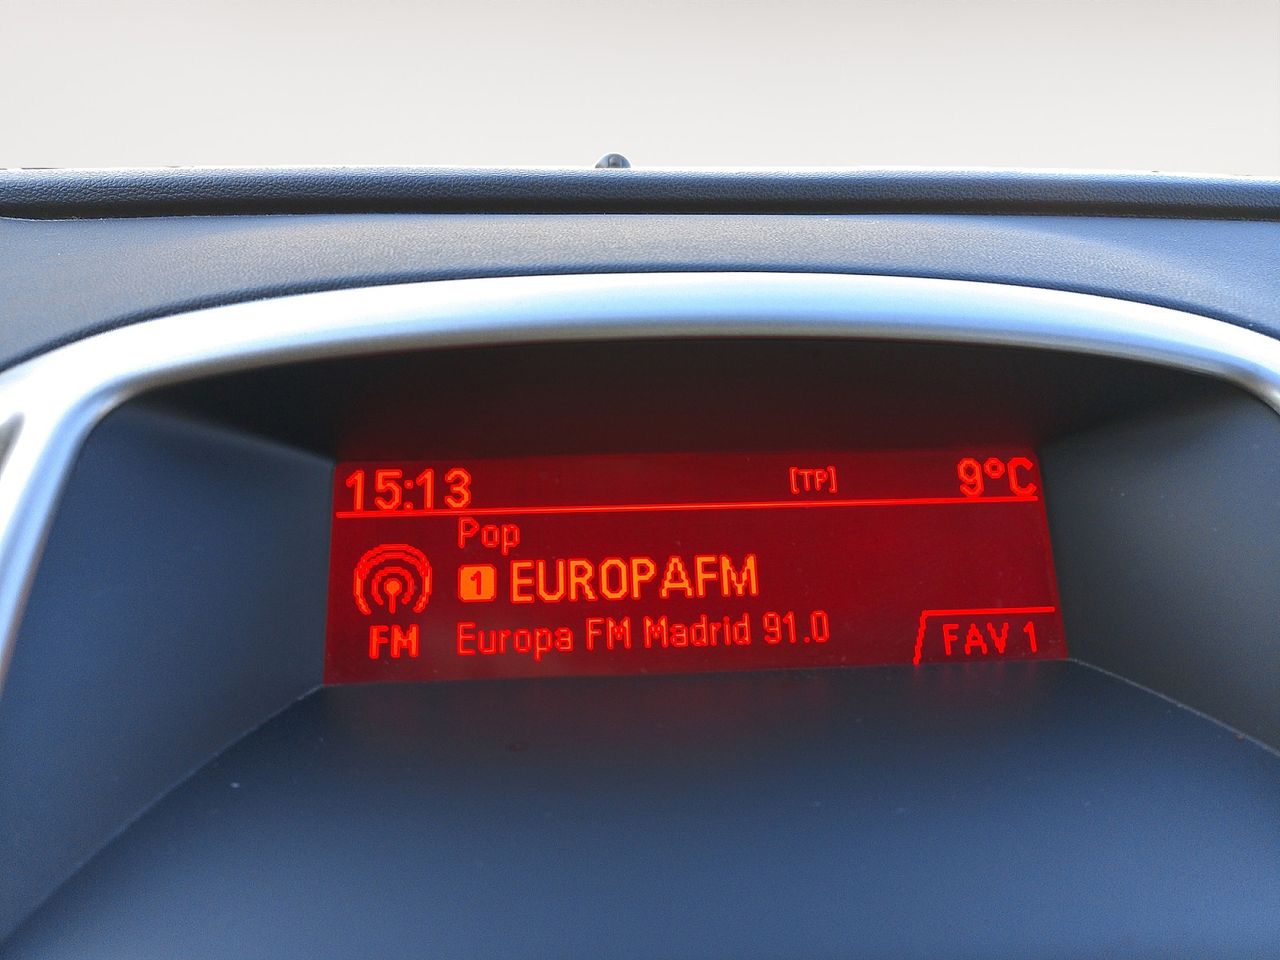 15:13 [TP] 9°C
Pop
1 EUROPAFM
Europa FM Madrid 91.0
FM
FAV 1